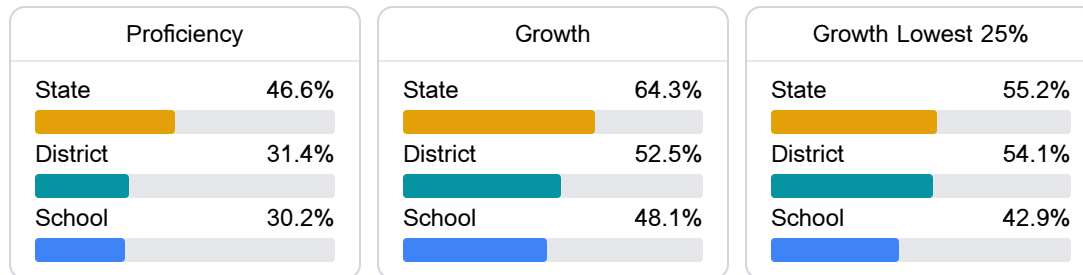 Proficiency
State 46.6%
District 31.4%
School 30.2%
Growth
State 64.3%
District 52.5%
School 48.1%
Growth Lowest 25%
State 55.2%
District 54.1%
School 42.9%